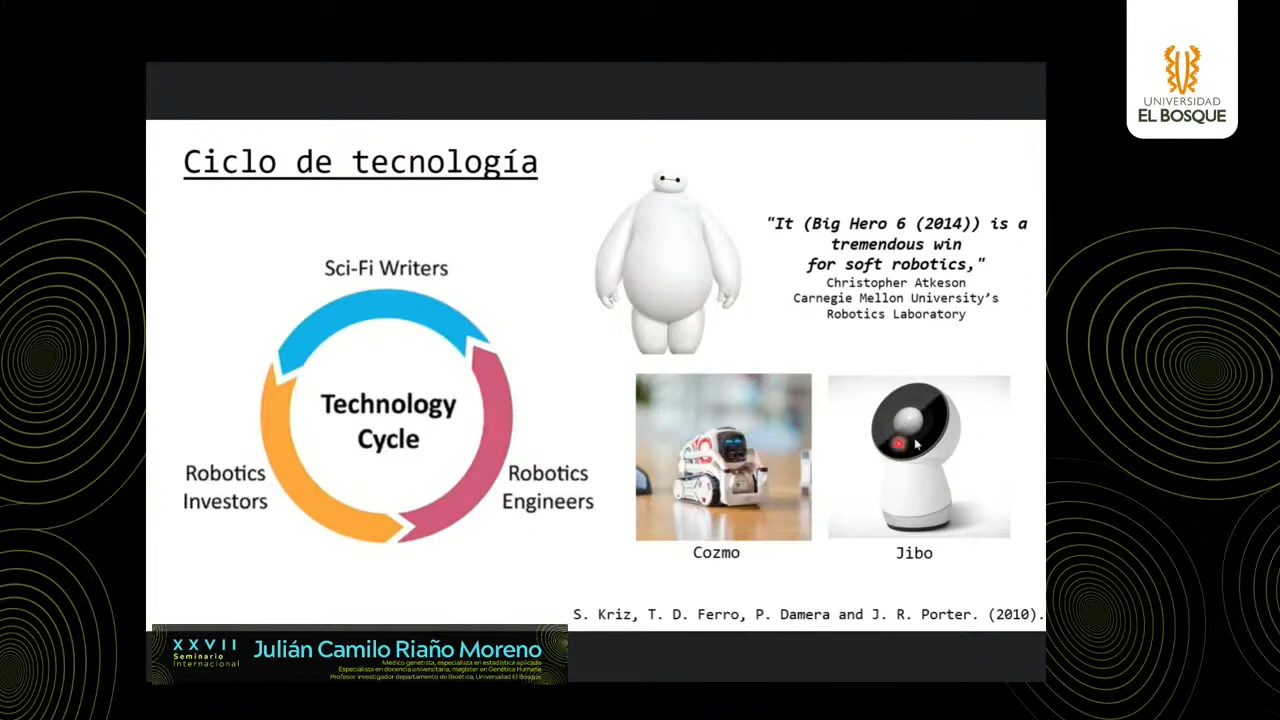 UNIVERSIDAD
EL BOSQUE
Ciclo de tecnología
Sci-Fi Writers
Technology
Cycle
Robotics
Investors
Robotics
Engineers
"It (Big Hero 6 (2014)) is a
tremendous win
for soft robotics,"
Christopher Atkeson
Carnegie Mellon University's
Robotics Laboratory
Cozmo
Jibo
S. Kriz, T. D. Ferro, P. Damera and J. R. Porter. (2010).
XXVII
Seminario
Internacional
Julián Camilo Riaño Moreno
Médico genetista, especialista en estadística aplicada
Especialista en docencia universitaria, magíster en Genética Humana
Profesor investigador departamento de Bioética, Universidad El Bosque